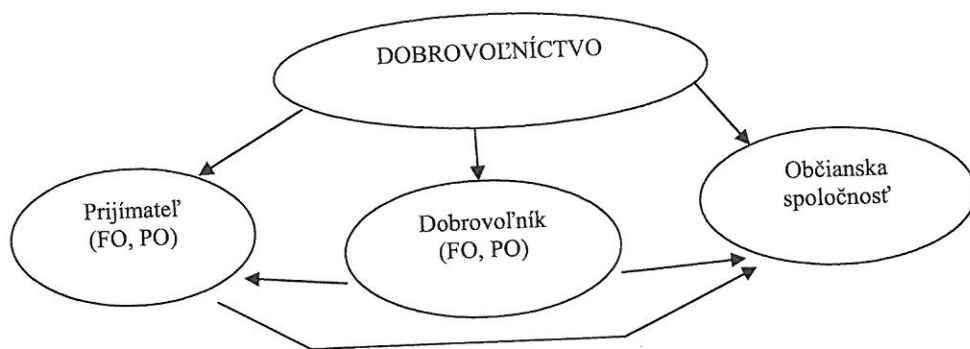 DOBROVOĽNÍCTVO
Prijímateľ
(FO, PO)
Dobrovoľník
(FO, PO)
Občianska
spoločnosť